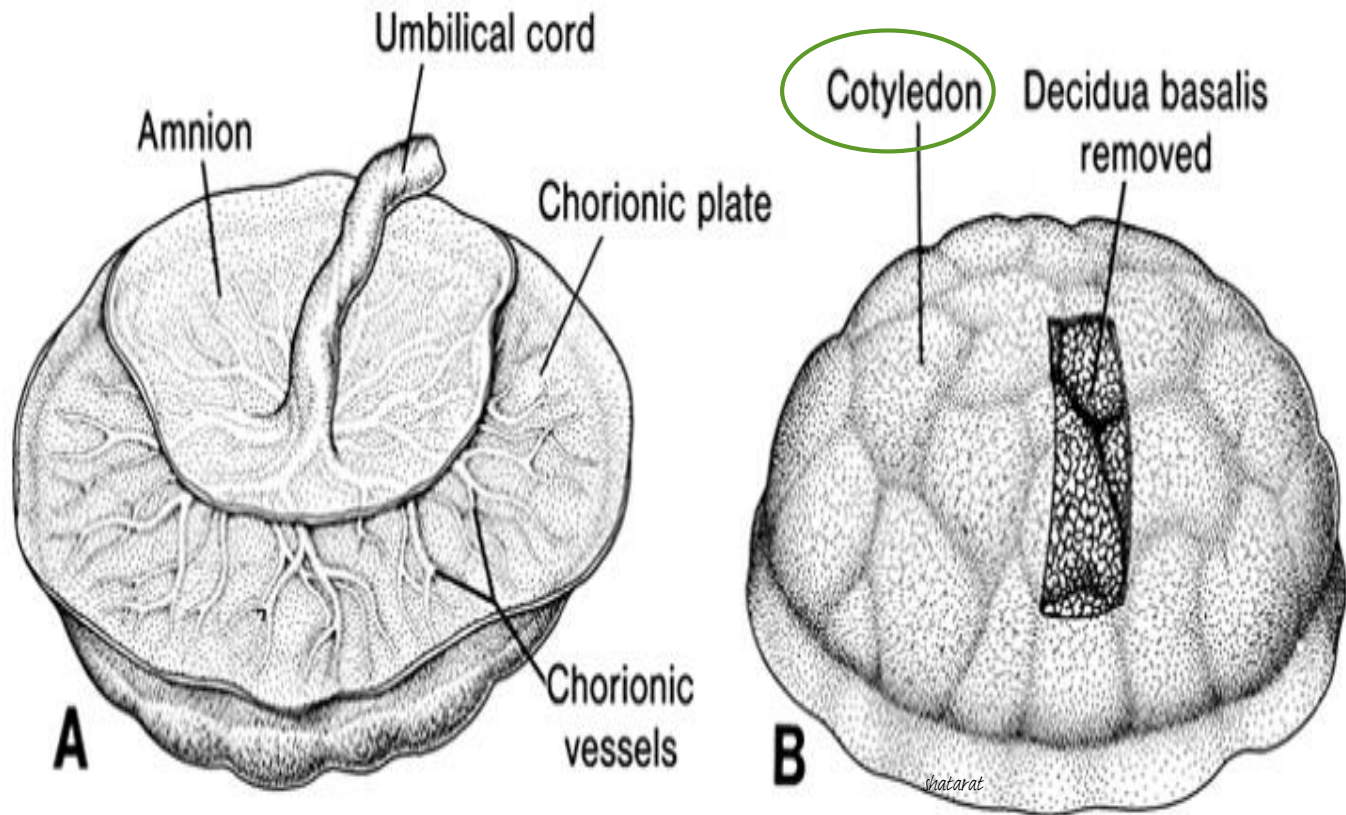 Umbilical cord
Amnion
Chorionic plate
Chorionic
vessels
A
Cotyledon
Decidua basalis
removed
B
shatarat